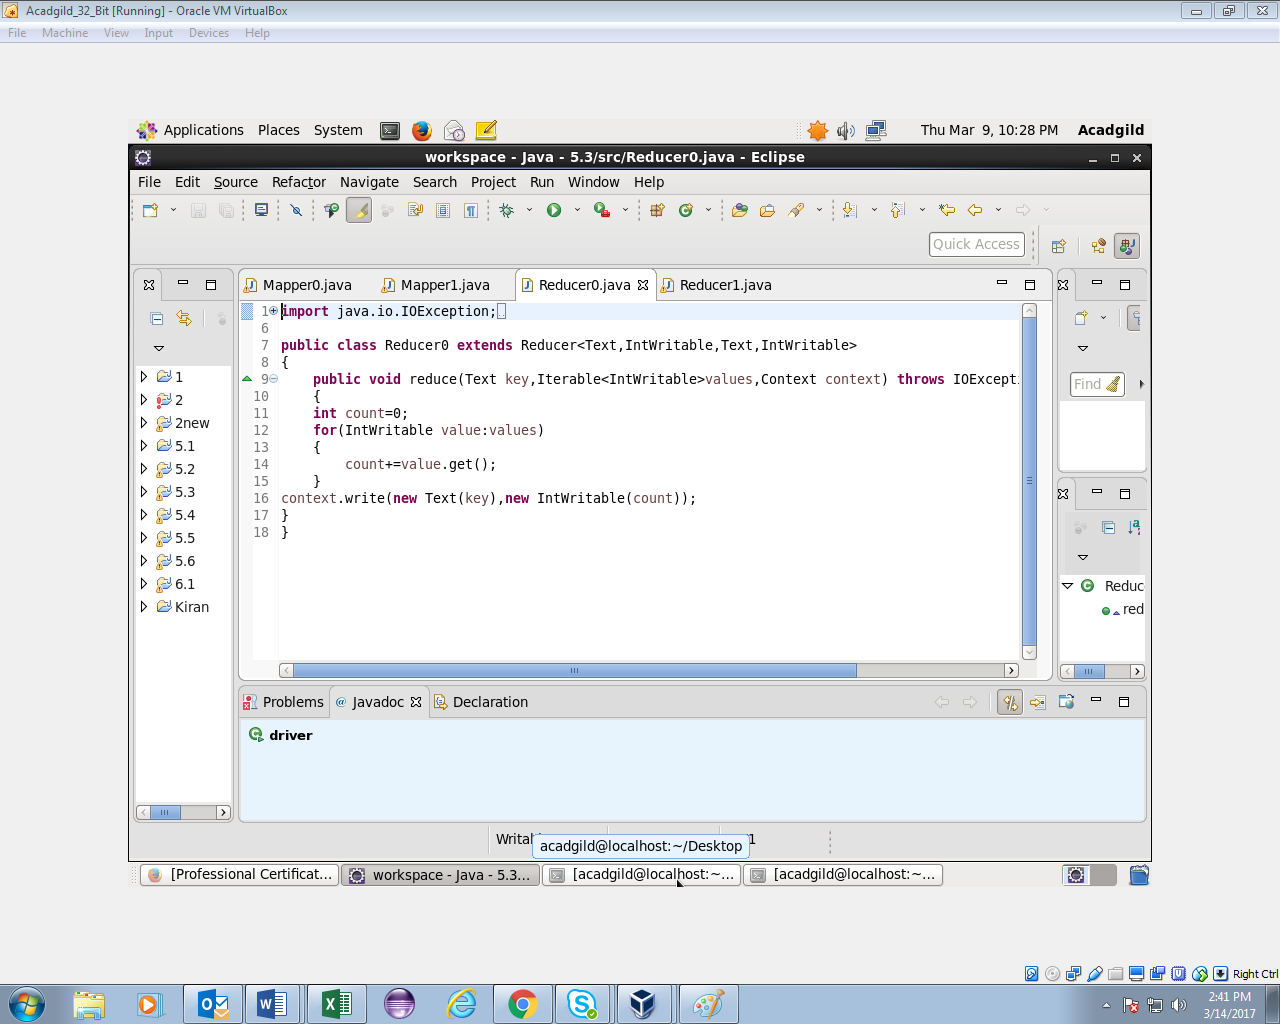 Acadgild_32_Bit [Running] - Oracle VM VirtualBox
File Machine View Input Devices Help
Applications Places System Thu Mar 9, 10:28 PM Acadgild
workspace - Java - 5.3/src/Reducer0.java - Eclipse
File Edit Source Refactor Navigate Search Project Run Window Help
Quick Access
Mapper0.java Mapper1.java Reducer0.java Reducer1.java
1 import java.io.IOException;
6
7 public class Reducer0 extends Reducer<Text,IntWritable,Text,IntWritable>
8 {
9 public void reduce(Text key,Iterable<IntWritable>values,Context context) throws IOExcepti
10 {
11 int count=0;
12 for(IntWritable value:values)
13 {
14 count+=value.get();
15 }
16 context.write(new Text(key),new IntWritable(count));
17 }
18 }
1
2
2new
5.1
5.2
5.3
5.4
5.5
5.6
6.1
Kiran
Find
Reduc
red
Problems @ Javadoc Declaration
driver
Writal 1
acadgild@localhost:~/Desktop
[Professional Certificat... workspace - Java - 5.3... [acadgild@localhost:~... [acadgild@localhost:~...
Right Ctrl
2:41 PM
3/14/2017